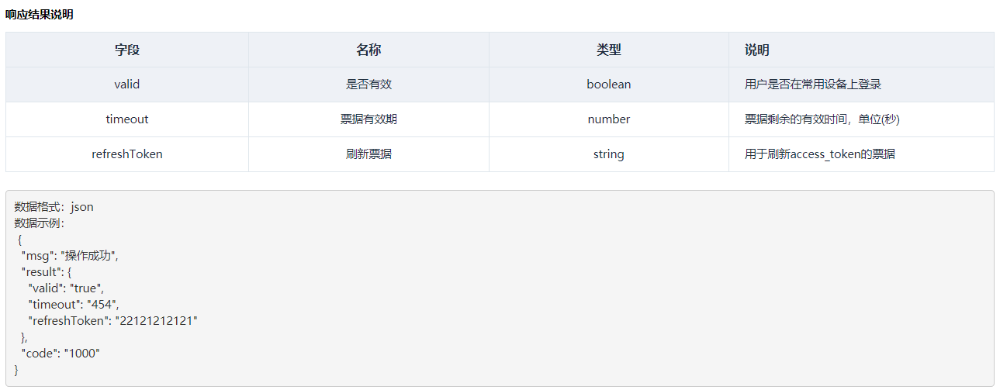 响应结果说明
字段 名称 类型 说明
valid 是否有效 boolean 用户是否在常用设备上登录
timeout 票据有效期 number 票据剩余的有效时间，单位(秒)
refreshToken 刷新票据 string 用于刷新access_token的票据
数据格式：json
数据示例：
{
"msg": "操作成功",
"result": {
"valid": "true",
"timeout": "454",
"refreshToken": "22121212121"
},
"code": "1000"
}